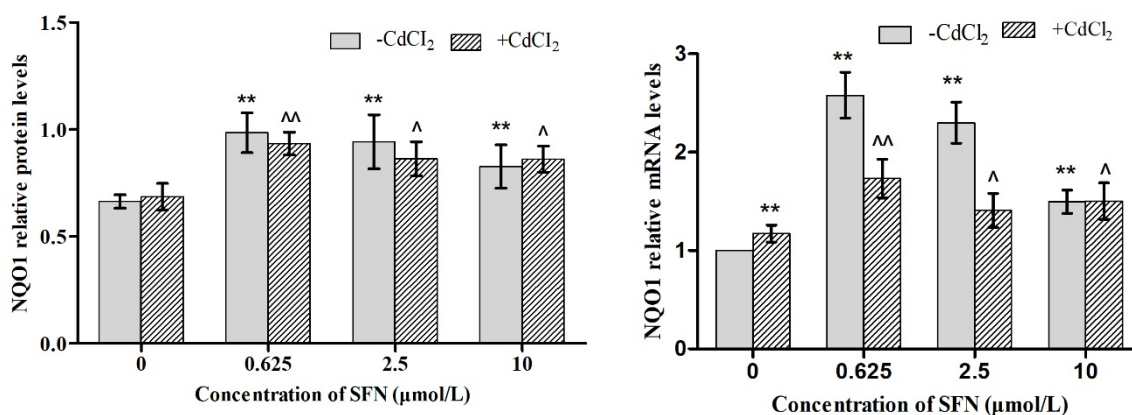 NQO1 relative protein levels
1.5
1.0
0.5
0.0
-CdCI₂ +CdCI₂
** ^^ ** ^ ** ^
0 0.625 2.5 10
Concentration of SFN (µmol/L)
NQO1 relative mRNA levels
3
2
1
0
-CdCl₂ +CdCl₂
** ** ^^ ** ^ ** ^
0 0.625 2.5 10
Concentration of SFN (µmol/L)